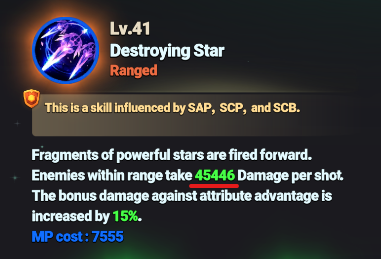 Lv.41
Destroying Star
Ranged
This is a skill influenced by SAP, SCP, and SCB.
Fragments of powerful stars are fired forward.
Enemies within range take 45446 Damage per shot.
The bonus damage against attribute advantage is
increased by 15%.
MP cost : 7555